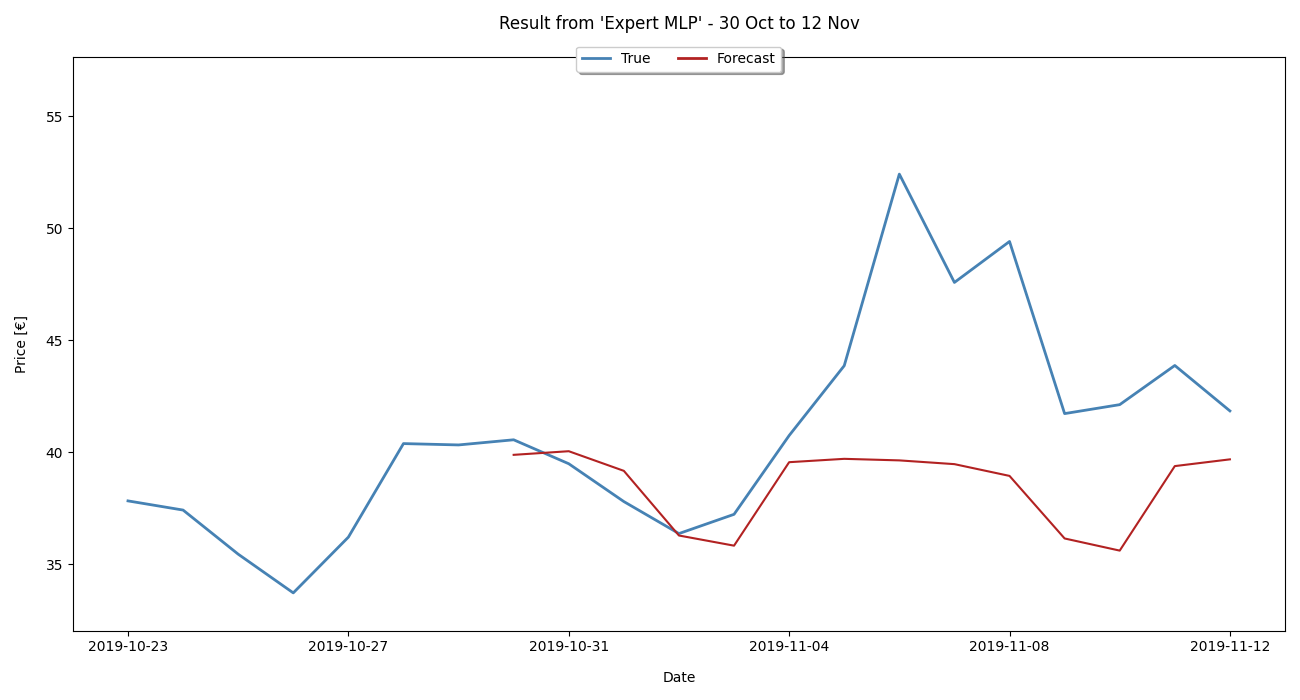 Result from 'Expert MLP' - 30 Oct to 12 Nov
True Forecast
55
50
45
40
35
Price [€]
2019-10-23 2019-10-27 2019-10-31 2019-11-04 2019-11-08 2019-11-12
Date